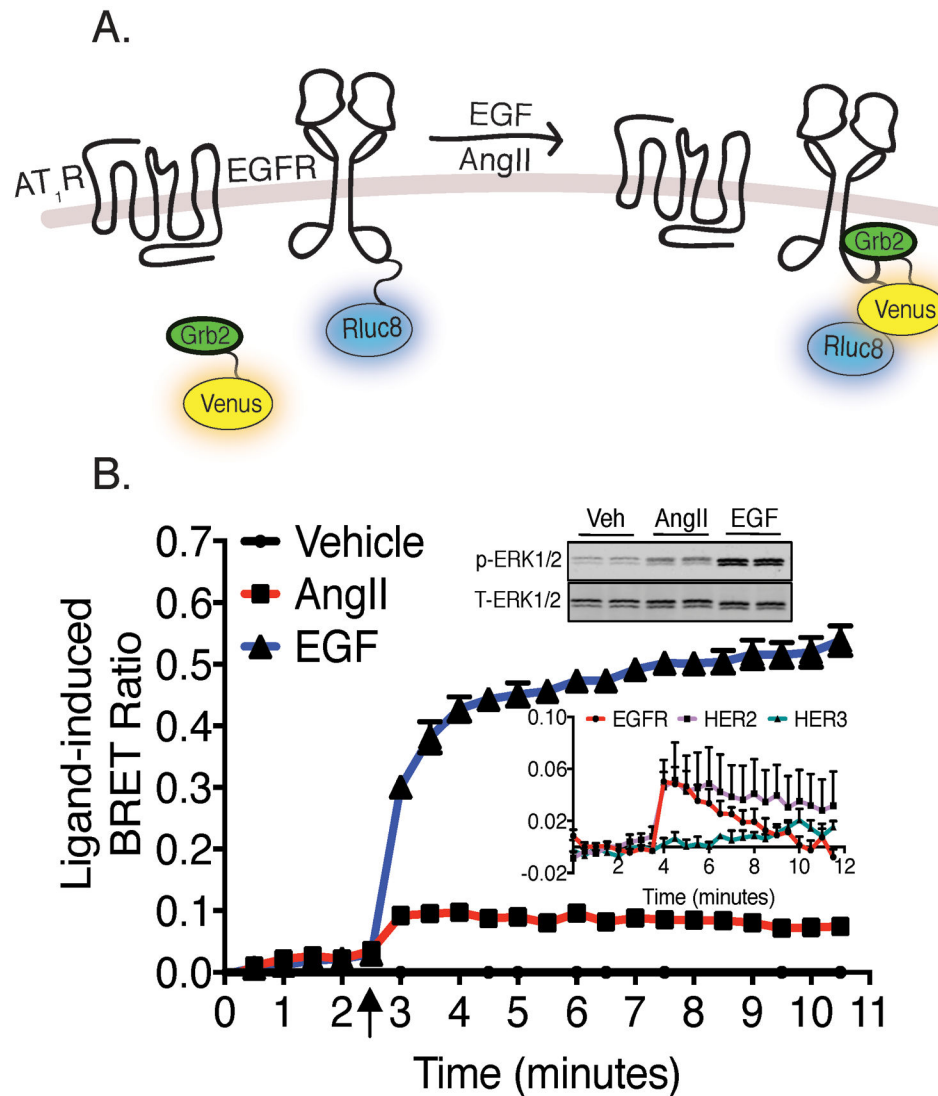 A.
AT1R
EGFR
EGF
AngII
Grb2
Venus
Rluc8
Grb2
Venus
Rluc8
B.
Ligand-induced
BRET Ratio
0.7
0.6
0.5
0.4
0.3
0.2
0.1
0.0
Vehicle
AngII
EGF
Veh AngII EGF
p-ERK1/2
T-ERK1/2
EGFR HER2 HER3
0.10
0.06
0.02
-0.02
2 4 6 8 10 12
Time (minutes)
0 1 2 3 4 5 6 7 8 9 10 11
Time (minutes)